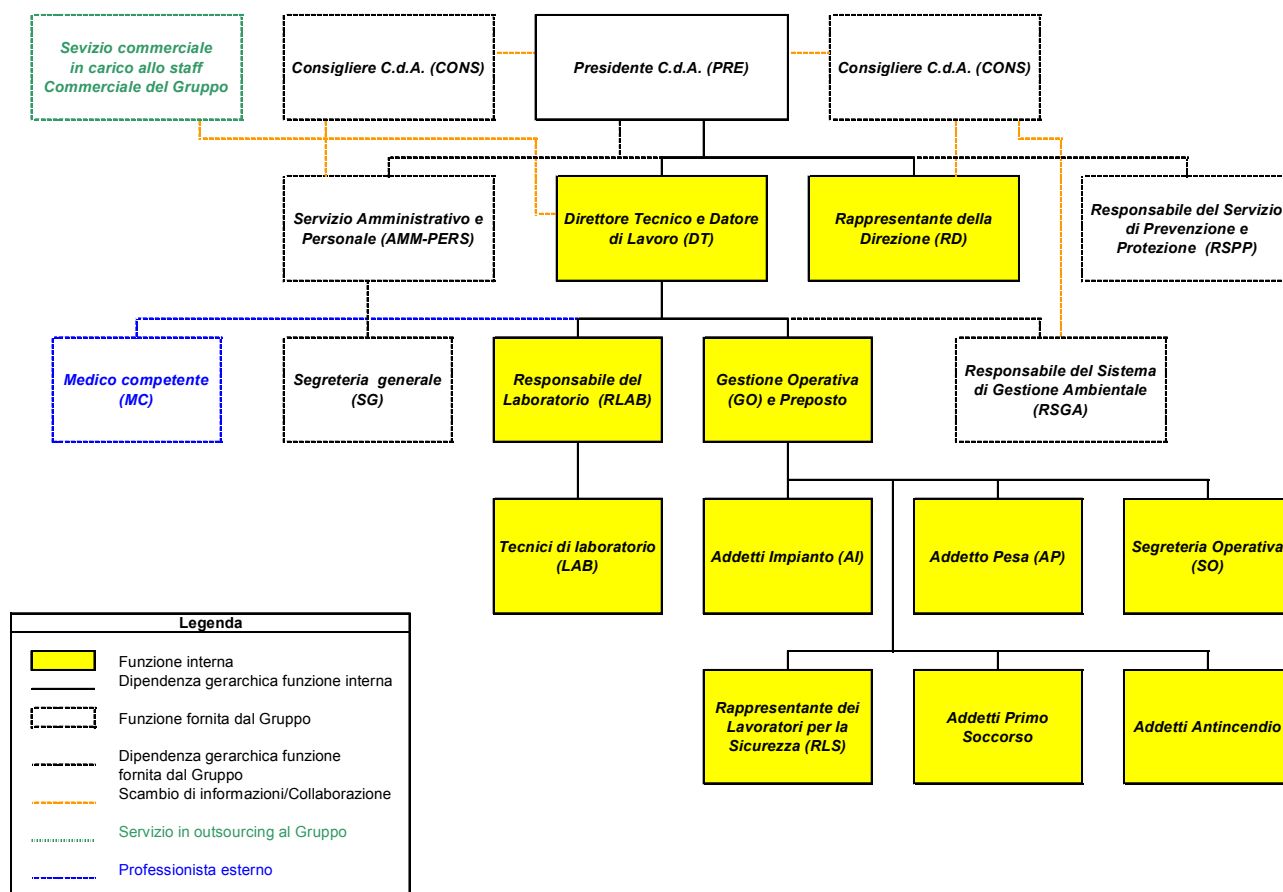 Sevizio commerciale
in carico allo staff
Commerciale del Gruppo
Consigliere C.d.A. (CONS)
Presidente C.d.A. (PRE)
Consigliere C.d.A. (CONS)
Servizio Amministrativo e
Personale (AMM-PERS)
Direttore Tecnico e Datore
di Lavoro (DT)
Rappresentante della
Direzione (RD)
Responsabile del Servizio
di Prevenzione e
Protezione (RSPP)
Medico competente
(MC)
Segreteria generale
(SG)
Responsabile del
Laboratorio (RLAB)
Gestione Operativa
(GO) e Preposto
Responsabile del Sistema
di Gestione Ambientale
(RSGA)
Tecnici di laboratorio
(LAB)
Addetti Impianto (AI)
Addetto Pesa (AP)
Segreteria Operativa
(SO)
Rappresentante dei
Lavoratori per la
Sicurezza (RLS)
Addetti Primo
Soccorso
Addetti Antincendio
Legenda
Funzione interna
Dipendenza gerarchica funzione interna
Funzione fornita dal Gruppo
Dipendenza gerarchica funzione
fornita dal Gruppo
Scambio di informazioni/Collaborazione
Servizio in outsourcing al Gruppo
Professionista esterno